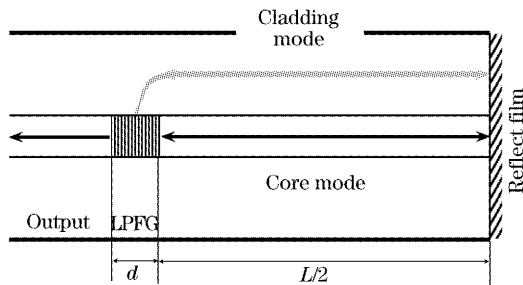 Cladding
mode
Reflect film
Core mode
Output
LPFG
d
L/2